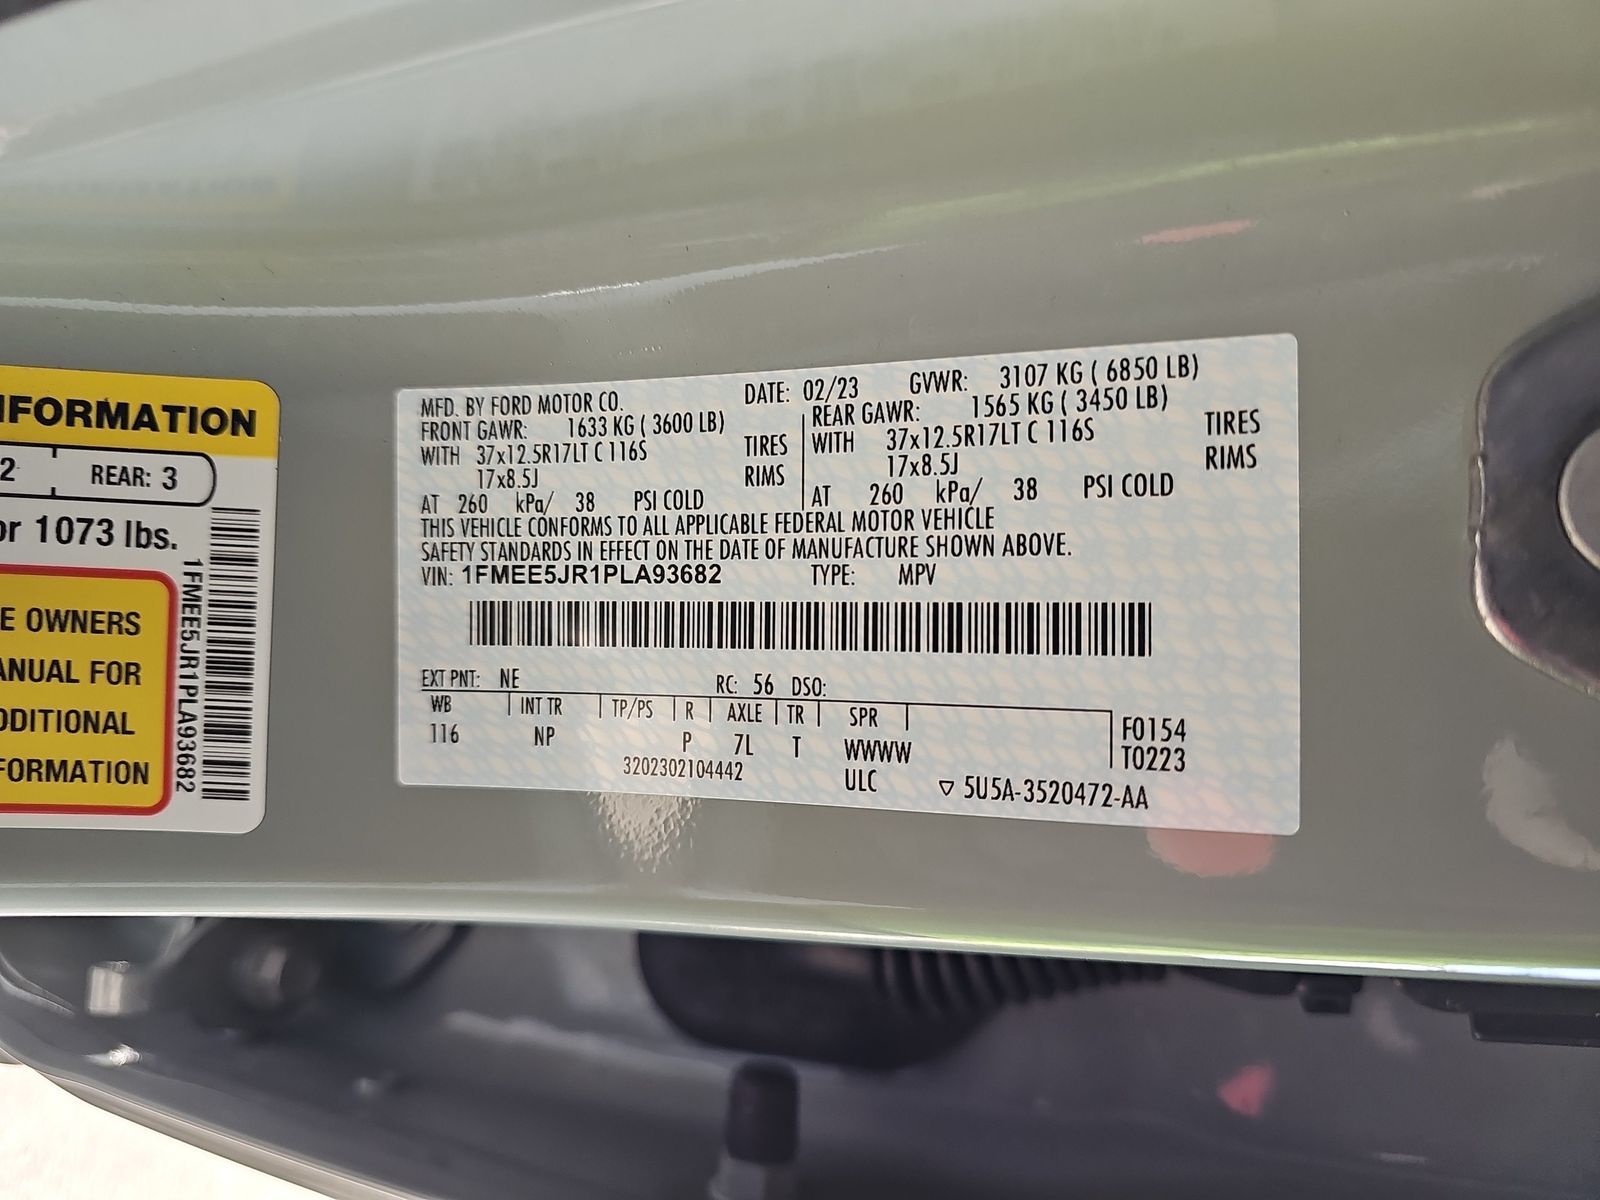 NFORMATION
2 REAR: 3
or 1073 lbs.
E OWNERS
ANUAL FOR
DDITIONAL
FORMATION
1FMEE5JR1PLA93682
MFD. BY FORD MOTOR CO. DATE: 02/23 GVWR: 3107 KG ( 6850 LB)
FRONT GAWR: 1633 KG ( 3600 LB) REAR GAWR: 1565 KG ( 3450 LB)
WITH 37x12.5R17LT C 116S TIRES WITH 37x12.5R17LT C 116S TIRES
17x8.5J RIMS 17x8.5J RIMS
AT 260 kPa/ 38 PSI COLD AT 260 kPa/ 38 PSI COLD
THIS VEHICLE CONFORMS TO ALL APPLICABLE FEDERAL MOTOR VEHICLE
SAFETY STANDARDS IN EFFECT ON THE DATE OF MANUFACTURE SHOWN ABOVE.
VIN: 1FMEE5JR1PLA93682 TYPE: MPV
EXT PNT: NE RC: 56 DSO:
WB INT TR TP/PS R AXLE TR SPR F0154
116 NP P 7L T WWWW T0223
3202302104442 ULC ▽ 5U5A-3520472-AA